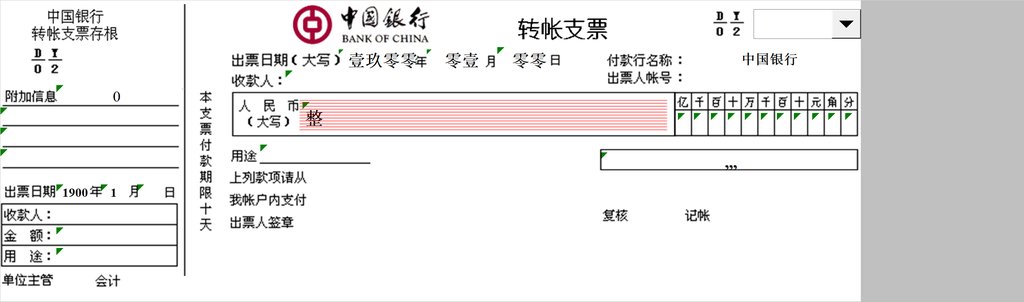 中国银行
转帐支票存根
D Y
0 2
附加信息 0
出票日期 1900 年 1 月 日
收款人：
金 额：
用 途：
单位主管 会计
本支票付款期限十天
中国银行
BANK OF CHINA
转帐支票
D Y
0 2
出票日期（大写） 壹玖零零年 零壹 月 零零 日
付款行名称： 中国银行
收款人：
出票人帐号：
人 民 币
（大写） 整
亿 千 百 十 万 千 百 十 元 角 分
用途
,,,
上列款项请从
我帐户内支付
出票人签章
复核 记帐